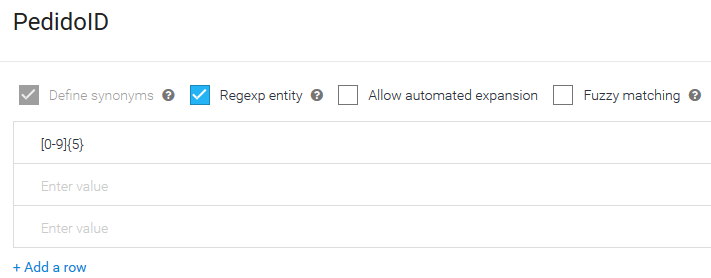 PedidoID
Define synonyms ? Regexp entity ? Allow automated expansion Fuzzy matching ?
[0-9]{5}
Enter value
Enter value
+ Add a row